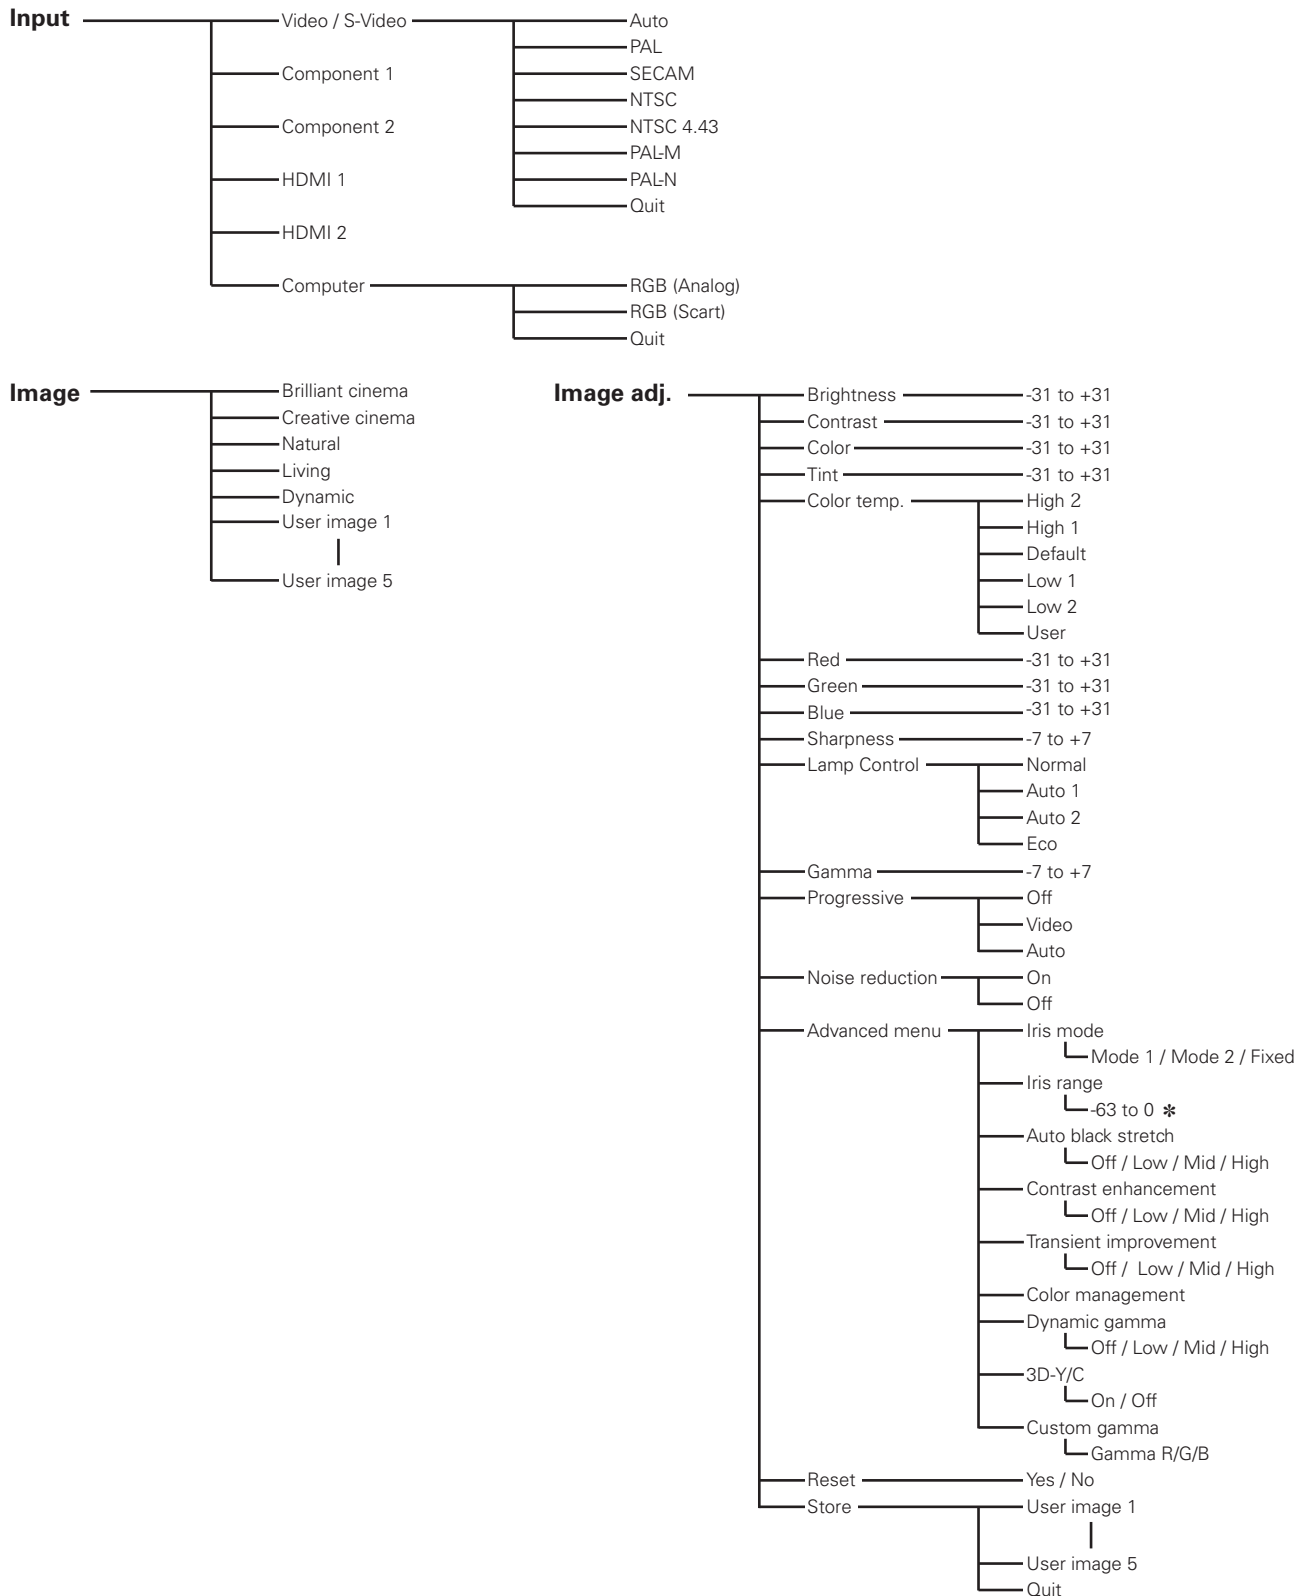 Input
Video / S-Video
Auto
PAL
SECAM
NTSC
NTSC 4.43
PAL-M
PAL-N
Quit
Component 1
Component 2
HDMI 1
HDMI 2
Computer
RGB (Analog)
RGB (Scart)
Quit
Image
Brilliant cinema
Creative cinema
Natural
Living
Dynamic
User image 1
User image 5
Image adj.
Brightness -31 to +31
Contrast -31 to +31
Color -31 to +31
Tint -31 to +31
Color temp. High 2
High 1
Default
Low 1
Low 2
User
Red -31 to +31
Green -31 to +31
Blue -31 to +31
Sharpness -7 to +7
Lamp Control Normal
Auto 1
Auto 2
Eco
Gamma -7 to +7
Progressive Off
Video
Auto
Noise reduction On
Off
Advanced menu Iris mode
Mode 1 / Mode 2 / Fixed
Iris range
-63 to 0 ✻
Auto black stretch
Off / Low / Mid / High
Contrast enhancement
Off / Low / Mid / High
Transient improvement
Off / Low / Mid / High
Color management
Dynamic gamma
Off / Low / Mid / High
3D-Y/C
On / Off
Custom gamma
Gamma R/G/B
Reset Yes / No
Store User image 1
User image 5
Quit